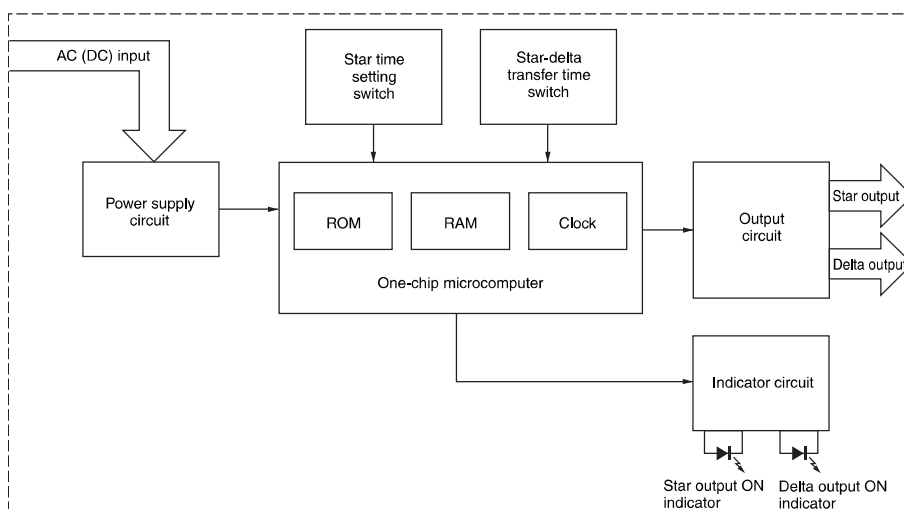 AC (DC) input
Star time
setting
switch
Star-delta
transfer time
switch
Power supply
circuit
ROM
RAM
Clock
One-chip microcomputer
Output
circuit
Star output
Delta output
Indicator circuit
Star output ON
indicator
Delta output ON
indicator